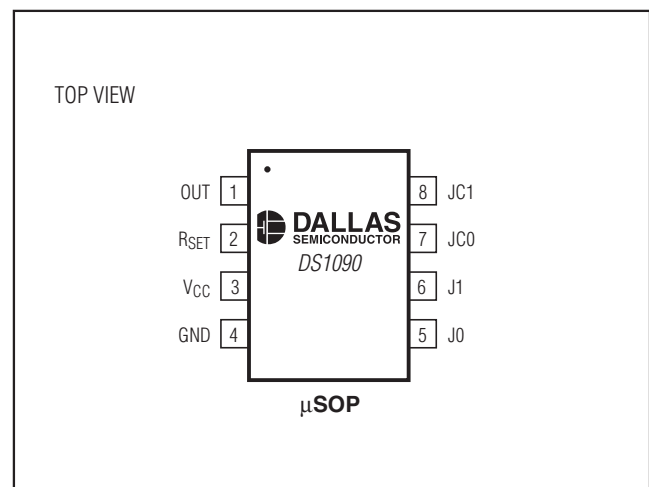 TOP VIEW
OUT 1
RSET 2
VCC 3
GND 4
DALLAS
SEMICONDUCTOR
DS1090
8 JC1
7 JC0
6 J1
5 J0
µSOP